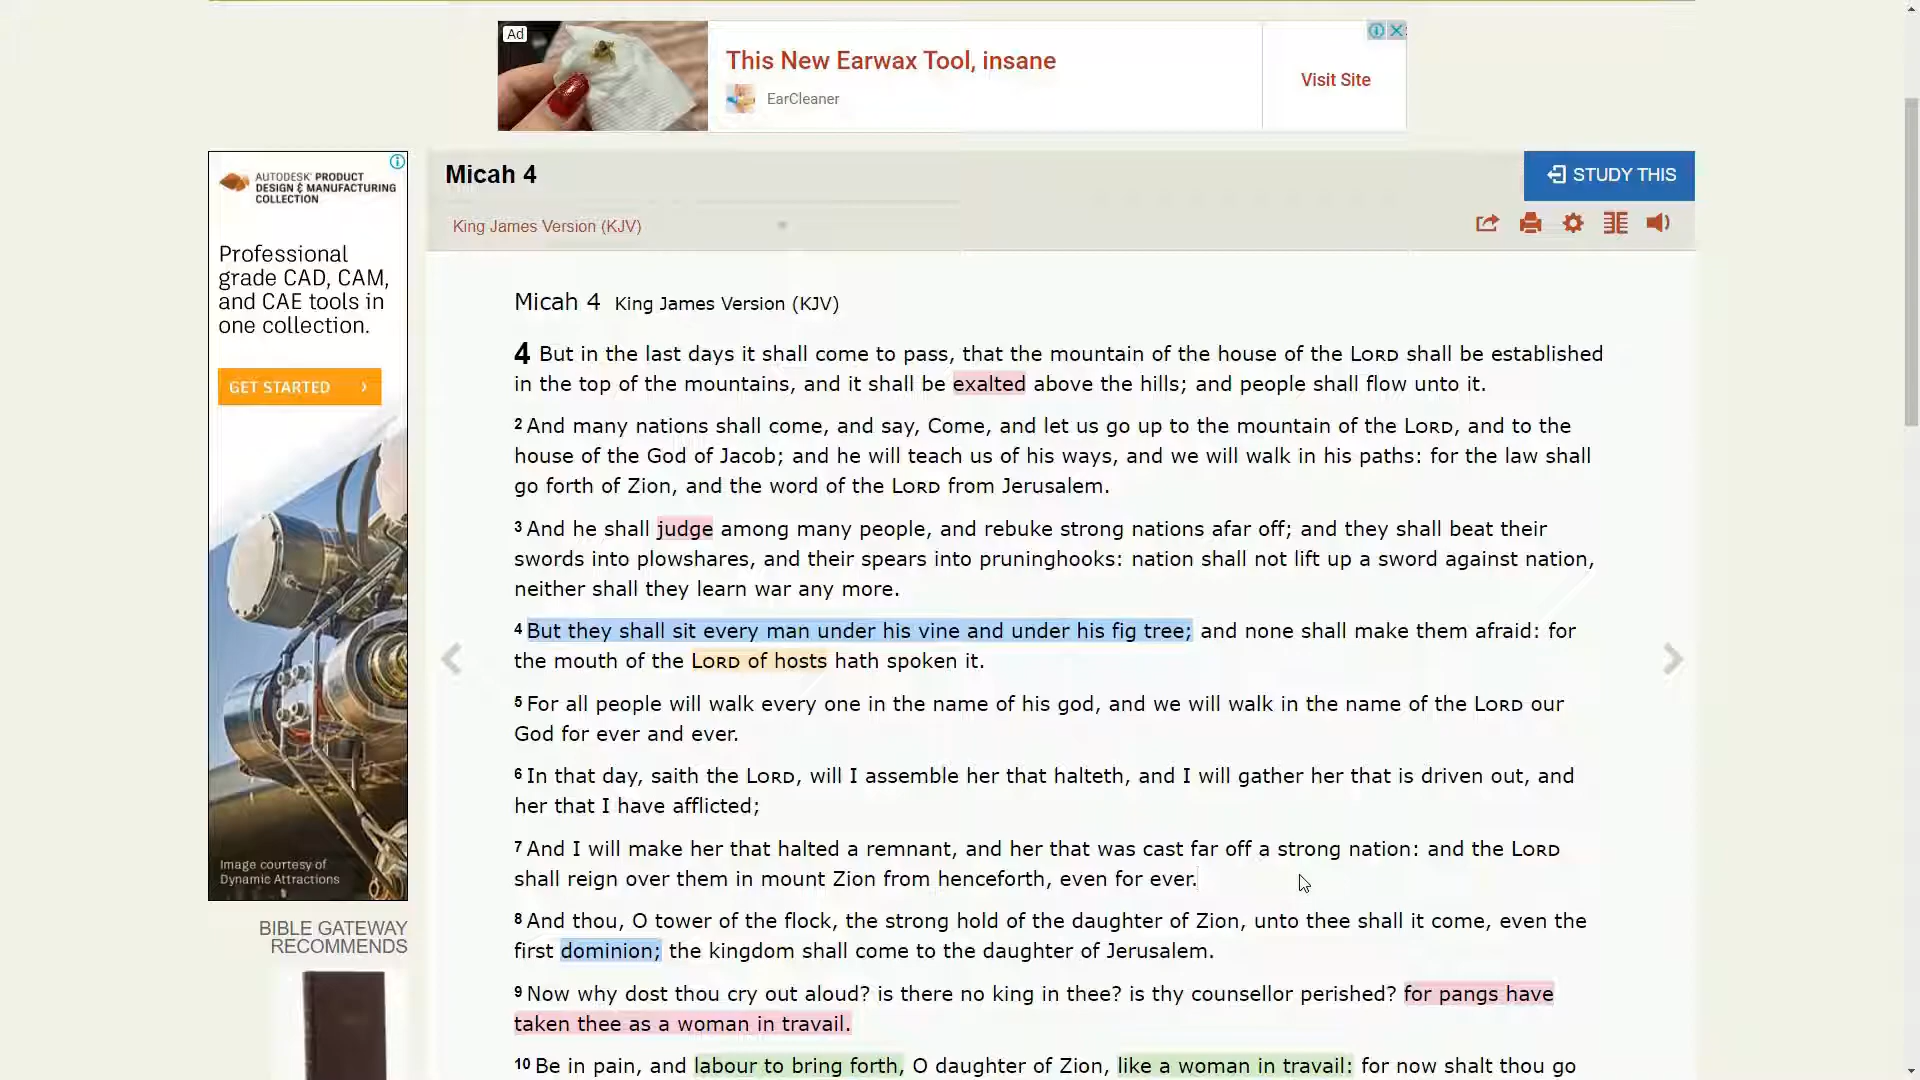 Ad
This New Earwax Tool, insane
EarCleaner
Visit Site
AUTODESK® PRODUCT
DESIGN & MANUFACTURING
COLLECTION
Professional
grade CAD, CAM,
and CAE tools in
one collection.
GET STARTED
Image courtesy of
Dynamic Attractions
BIBLE GATEWAY
RECOMMENDS
Micah 4
STUDY THIS
King James Version (KJV)
Micah 4 King James Version (KJV)
4 But in the last days it shall come to pass, that the mountain of the house of the LORD shall be established
in the top of the mountains, and it shall be exalted above the hills; and people shall flow unto it.
2 And many nations shall come, and say, Come, and let us go up to the mountain of the LORD, and to the
house of the God of Jacob; and he will teach us of his ways, and we will walk in his paths: for the law shall
go forth of Zion, and the word of the LORD from Jerusalem.
3 And he shall judge among many people, and rebuke strong nations afar off; and they shall beat their
swords into plowshares, and their spears into pruninghooks: nation shall not lift up a sword against nation,
neither shall they learn war any more.
4 But they shall sit every man under his vine and under his fig tree; and none shall make them afraid: for
the mouth of the LORD of hosts hath spoken it.
5 For all people will walk every one in the name of his god, and we will walk in the name of the LORD our
God for ever and ever.
6 In that day, saith the LORD, will I assemble her that halteth, and I will gather her that is driven out, and
her that I have afflicted;
7 And I will make her that halted a remnant, and her that was cast far off a strong nation: and the LORD
shall reign over them in mount Zion from henceforth, even for ever.
8 And thou, O tower of the flock, the strong hold of the daughter of Zion, unto thee shall it come, even the
first dominion; the kingdom shall come to the daughter of Jerusalem.
9 Now why dost thou cry out aloud? is there no king in thee? is thy counsellor perished? for pangs have
taken thee as a woman in travail.
10 Be in pain, and labour to bring forth, O daughter of Zion, like a woman in travail: for now shalt thou go